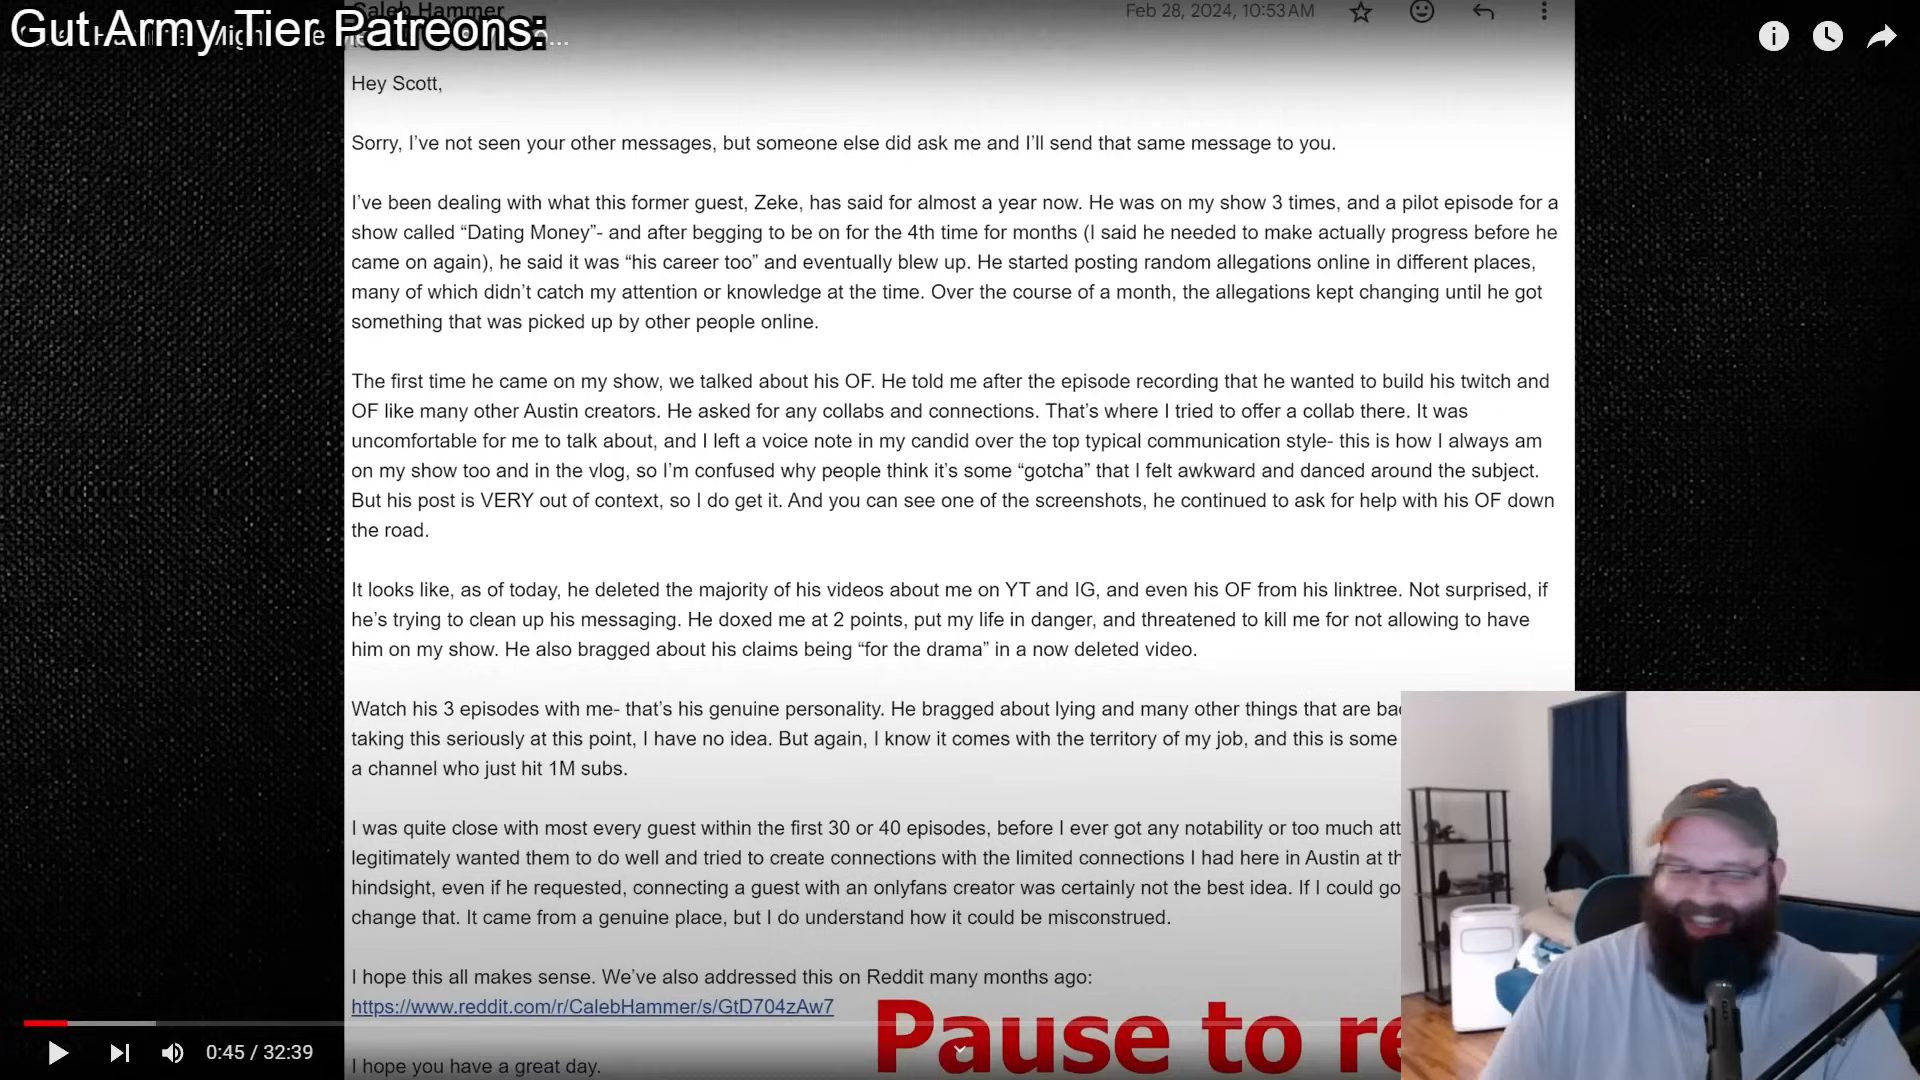 Gut Army Tier Patreons:
Caleb Hammer
Feb 28, 2024, 10:53 AM
Hey Scott,
Sorry, I've not seen your other messages, but someone else did ask me and I'll send that same message to you.
I've been dealing with what this former guest, Zeke, has said for almost a year now. He was on my show 3 times, and a pilot episode for a
show called “Dating Money”- and after begging to be on for the 4th time for months (I said he needed to make actually progress before he
came on again), he said it was “his career too” and eventually blew up. He started posting random allegations online in different places,
many of which didn't catch my attention or knowledge at the time. Over the course of a month, the allegations kept changing until he got
something that was picked up by other people online.
The first time he came on my show, we talked about his OF. He told me after the episode recording that he wanted to build his twitch and
OF like many other Austin creators. He asked for any collabs and connections. That's where I tried to offer a collab there. It was
uncomfortable for me to talk about, and I left a voice note in my candid over the top typical communication style- this is how I always am
on my show too and in the vlog, so I'm confused why people think it's some “gotcha” that I felt awkward and danced around the subject.
But his post is VERY out of context, so I do get it. And you can see one of the screenshots, he continued to ask for help with his OF down
the road.
It looks like, as of today, he deleted the majority of his videos about me on YT and IG, and even his OF from his linktree. Not surprised, if
he's trying to clean up his messaging. He doxed me at 2 points, put my life in danger, and threatened to kill me for not allowing to have
him on my show. He also bragged about his claims being “for the drama” in a now deleted video.
Watch his 3 episodes with me- that's his genuine personality. He bragged about lying and many other things that are
taking this seriously at this point, I have no idea. But again, I know it comes with the territory of my job, and this is some
a channel who just hit 1M subs.
I was quite close with most every guest within the first 30 or 40 episodes, before I ever got any notability or too much
legitimately wanted them to do well and tried to create connections with the limited connections I had here in Austin at
hindsight, even if he requested, connecting a guest with an onlyfans creator was certainly not the best idea. If I could go
change that. It came from a genuine place, but I do understand how it could be misconstrued.
I hope this all makes sense. We've also addressed this on Reddit many months ago:
https://www.reddit.com/r/CalebHammer/s/GtD704zAw7
Pause to re
0:45 / 32:39
I hope you have a great day.